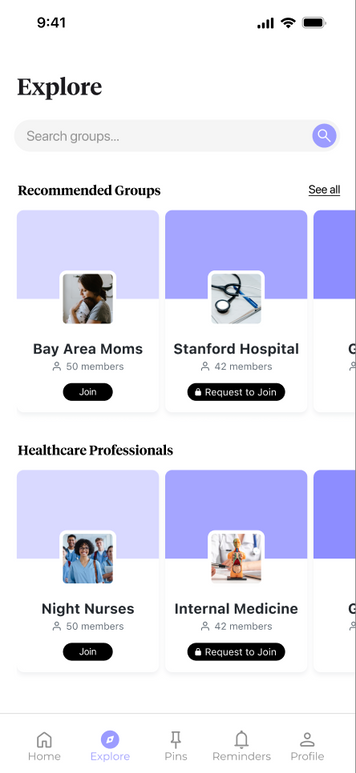 9:41
Explore
Search groups...
Recommended Groups See all
Bay Area Moms Stanford Hospital G
50 members 42 members
Join Request to Join
Healthcare Professionals
Night Nurses Internal Medicine G
50 members 42 members
Join Request to Join
Home Explore Pins Reminders Profile